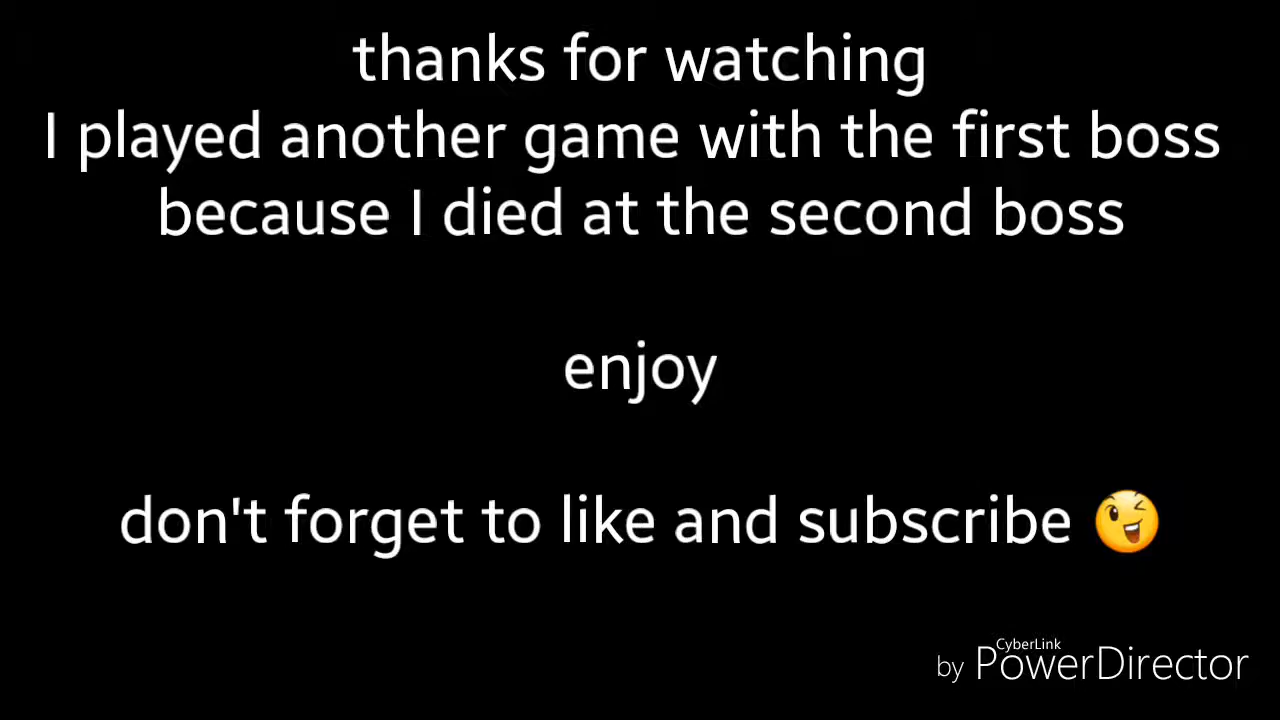 thanks for watching
I played another game with the first boss
because I died at the second boss
enjoy
don't forget to like and subscribe 😉
CyberLink
by PowerDirector